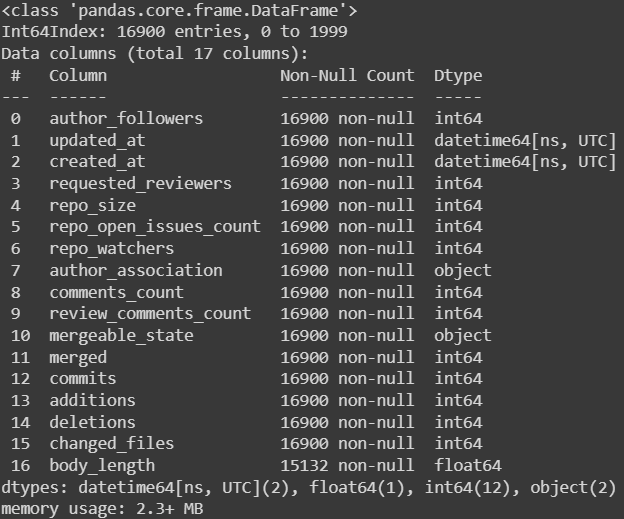 <class 'pandas.core.frame.DataFrame'>
Int64Index: 16900 entries, 0 to 1999
Data columns (total 17 columns):
 #   Column                   Non-Null Count  Dtype
---  ------                   --------------  -----
 0   author_followers         16900 non-null  int64
 1   updated_at               16900 non-null  datetime64[ns, UTC]
 2   created_at               16900 non-null  datetime64[ns, UTC]
 3   requested_reviewers      16900 non-null  int64
 4   repo_size                16900 non-null  int64
 5   repo_open_issues_count   16900 non-null  int64
 6   repo_watchers            16900 non-null  int64
 7   author_association       16900 non-null  object
 8   comments_count           16900 non-null  int64
 9   review_comments_count    16900 non-null  int64
 10  mergeable_state          16900 non-null  object
 11  merged                   16900 non-null  int64
 12  commits                  16900 non-null  int64
 13  additions                16900 non-null  int64
 14  deletions                16900 non-null  int64
 15  changed_files            16900 non-null  int64
 16  body_length              15132 non-null  float64
dtypes: datetime64[ns, UTC](2), float64(1), int64(12), object(2)
memory usage: 2.3+ MB